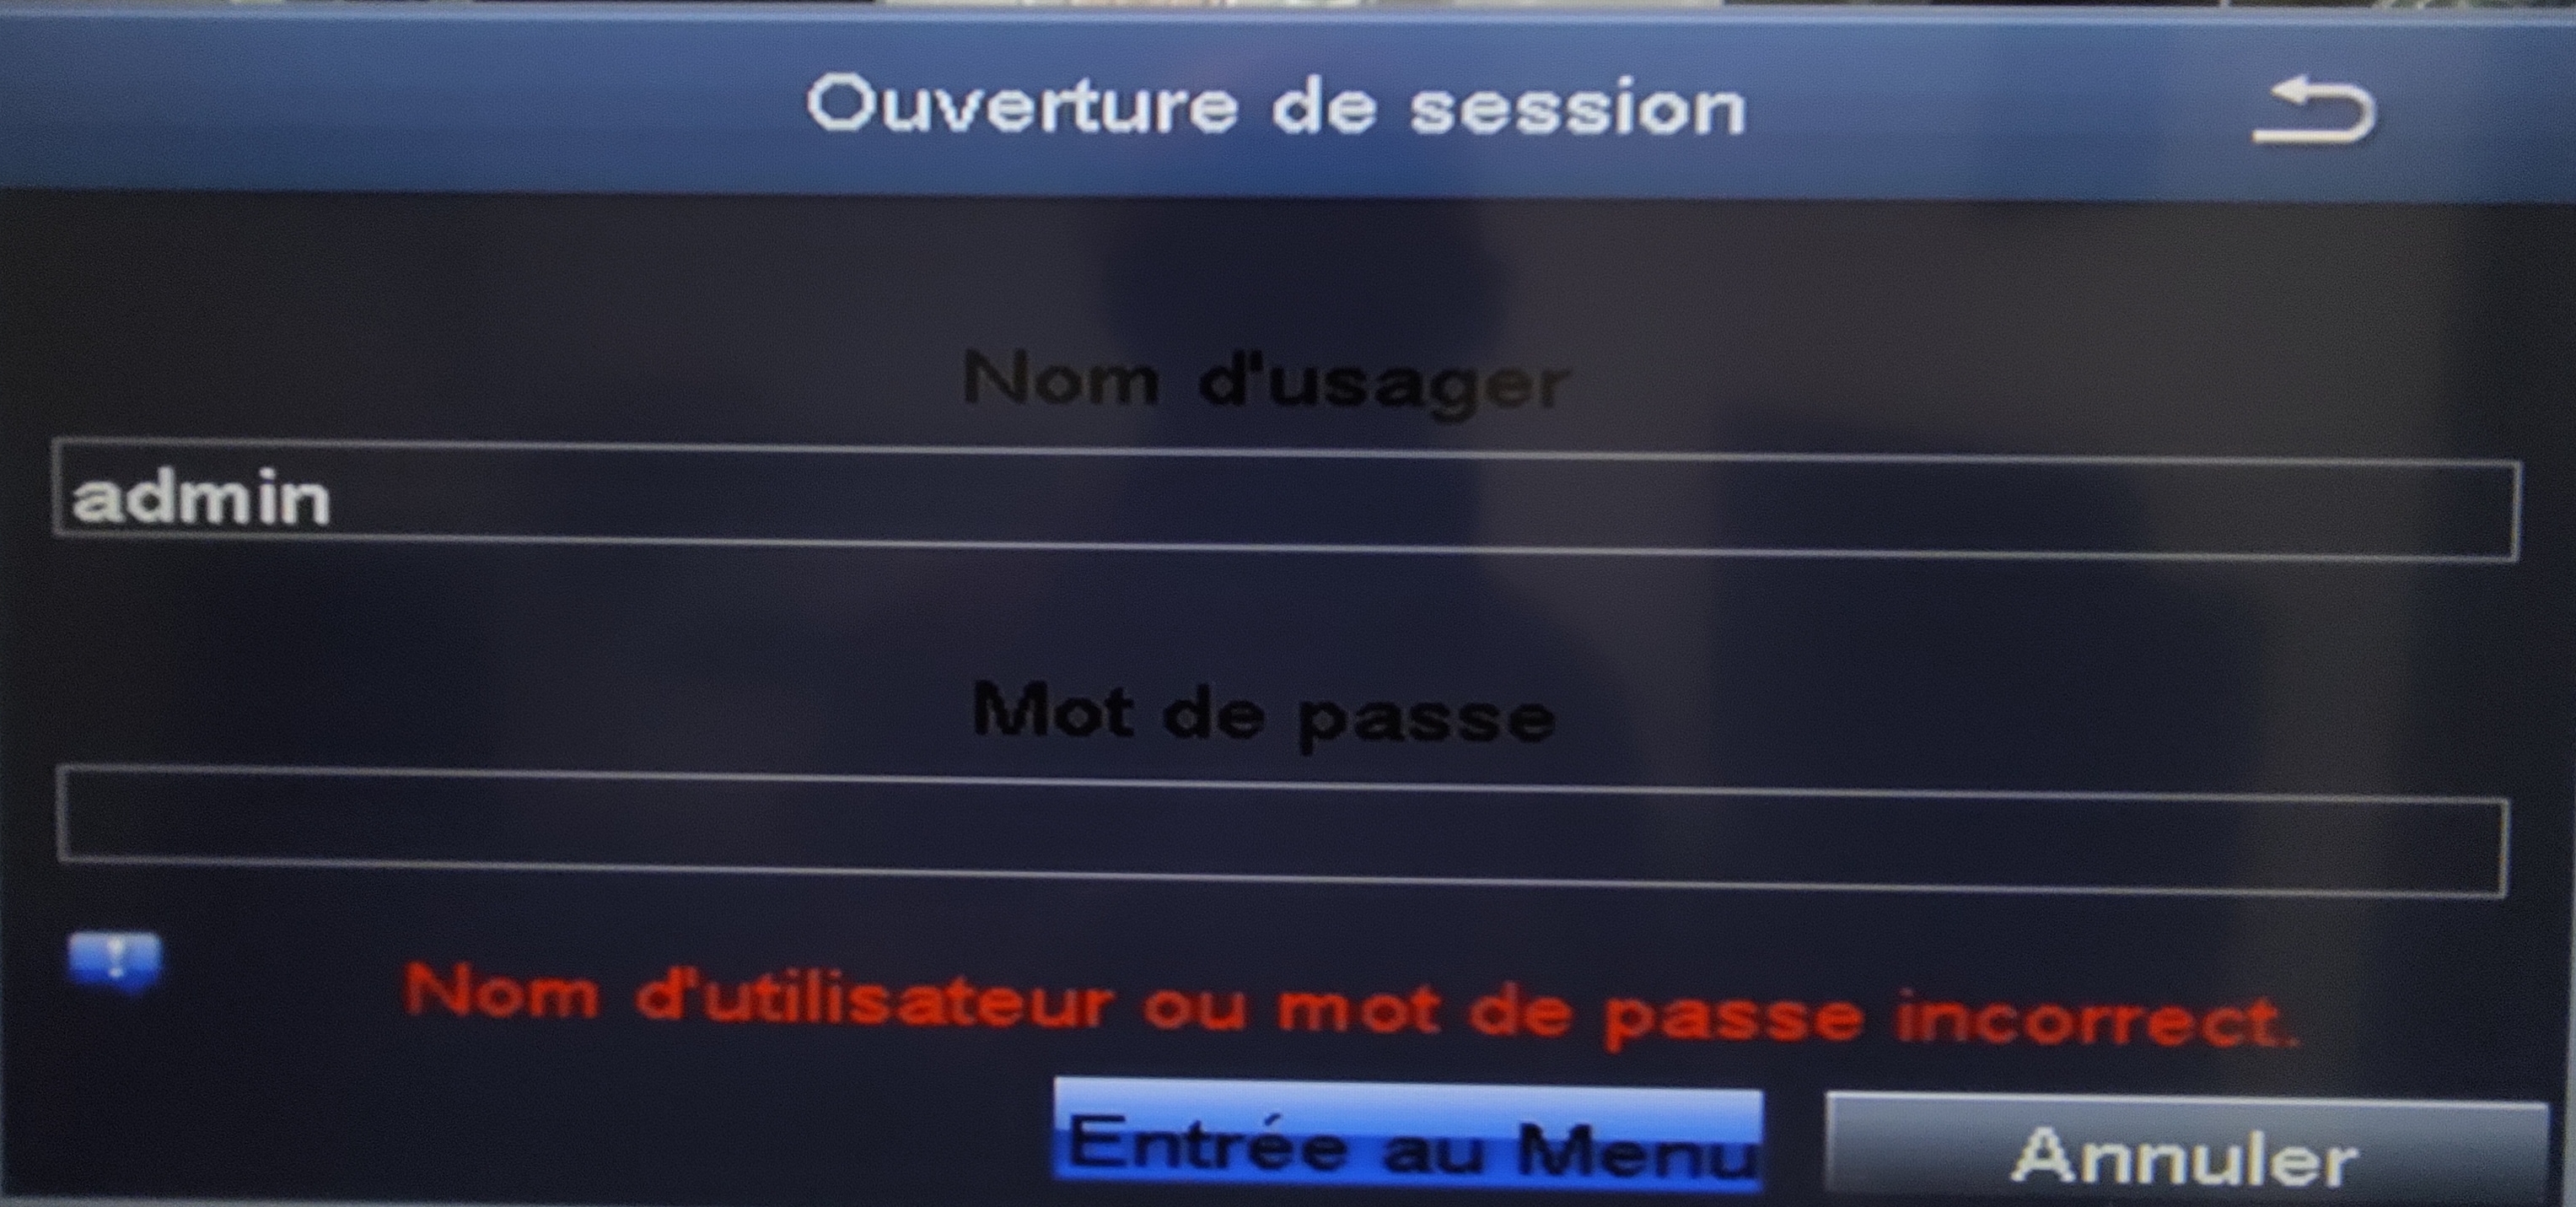 Ouverture de session
Nom d'usager
admin
Mot de passe
Nom d'utilisateur ou mot de passe incorrect.
Entrée au Menu
Annuler